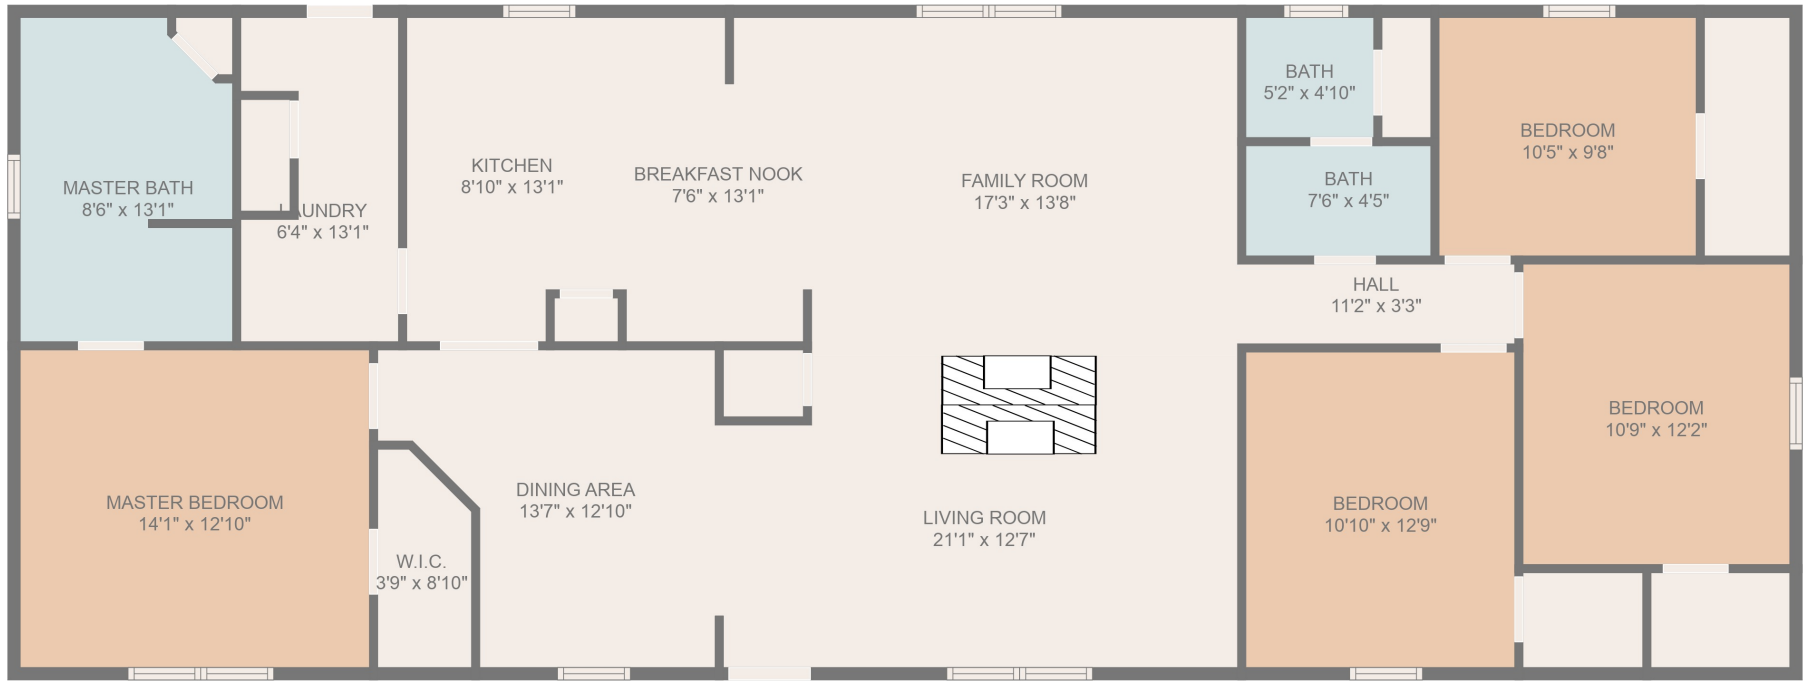 MASTER BATH
8'6" x 13'1"
LAUNDRY
6'4" x 13'1"
KITCHEN
8'10" x 13'1"
BREAKFAST NOOK
7'6" x 13'1"
FAMILY ROOM
17'3" x 13'8"
BATH
5'2" x 4'10"
BATH
7'6" x 4'5"
BEDROOM
10'5" x 9'8"
HALL
11'2" x 3'3"
MASTER BEDROOM
14'1" x 12'10"
W.I.C.
3'9" x 8'10"
DINING AREA
13'7" x 12'10"
LIVING ROOM
21'1" x 12'7"
BEDROOM
10'10" x 12'9"
BEDROOM
10'9" x 12'2"